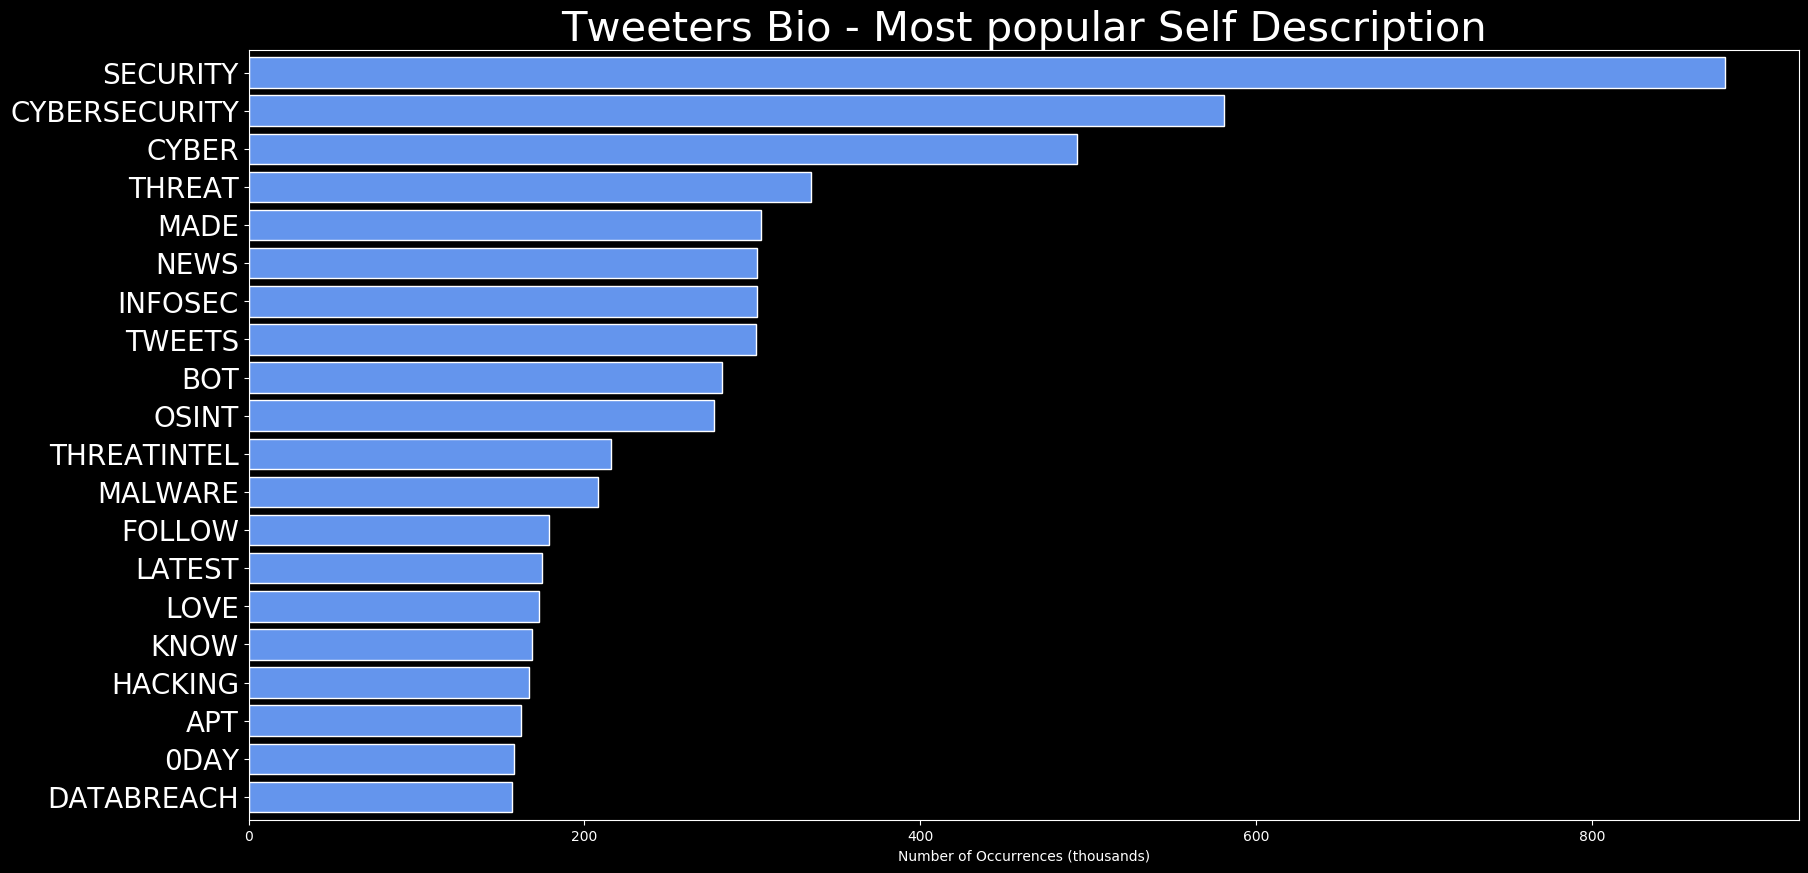 Tweeters Bio - Most popular Self Description
SECURITY
CYBERSECURITY
CYBER
THREAT
MADE
NEWS
INFOSEC
TWEETS
BOT
OSINT
THREATINTEL
MALWARE
FOLLOW
LATEST
LOVE
KNOW
HACKING
APT
0DAY
DATABREACH
0 200 400 600 800
Number of Occurrences (thousands)